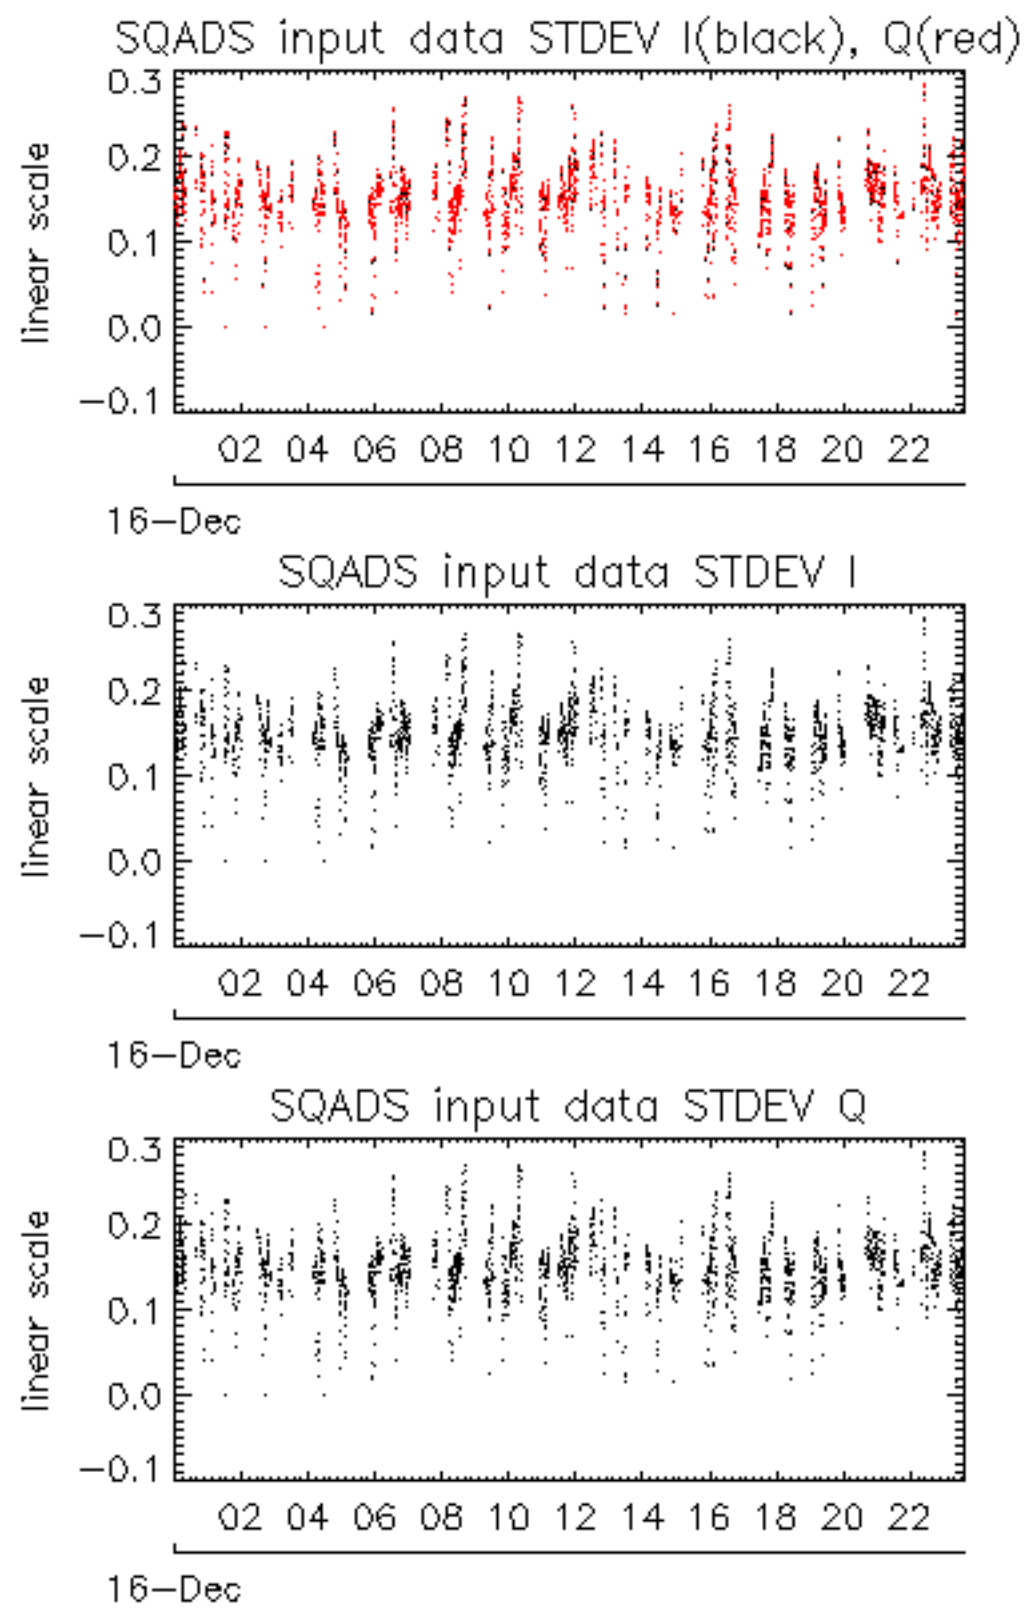 SQADS input data STDEV I(black), Q(red)
0.3
0.2
0.1
0.0
−0.1
linear scale
02 04 06 08 10 12 14 16 18 20 22
16−Dec
SQADS input data STDEV I
0.3
0.2
0.1
0.0
−0.1
linear scale
02 04 06 08 10 12 14 16 18 20 22
16−Dec
SQADS input data STDEV Q
0.3
0.2
0.1
0.0
−0.1
linear scale
02 04 06 08 10 12 14 16 18 20 22
16−Dec